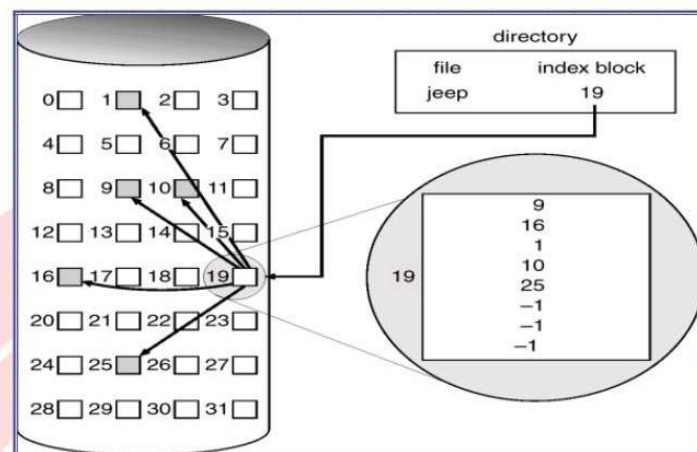 directory
file index block
jeep 19
0 1 2 3
4 5 6 7
8 9 10 11
12 13 14 15
16 17 18 19
20 21 22 23
24 25 26 27
28 29 30 31
19
9
16
1
10
25
–1
–1
–1